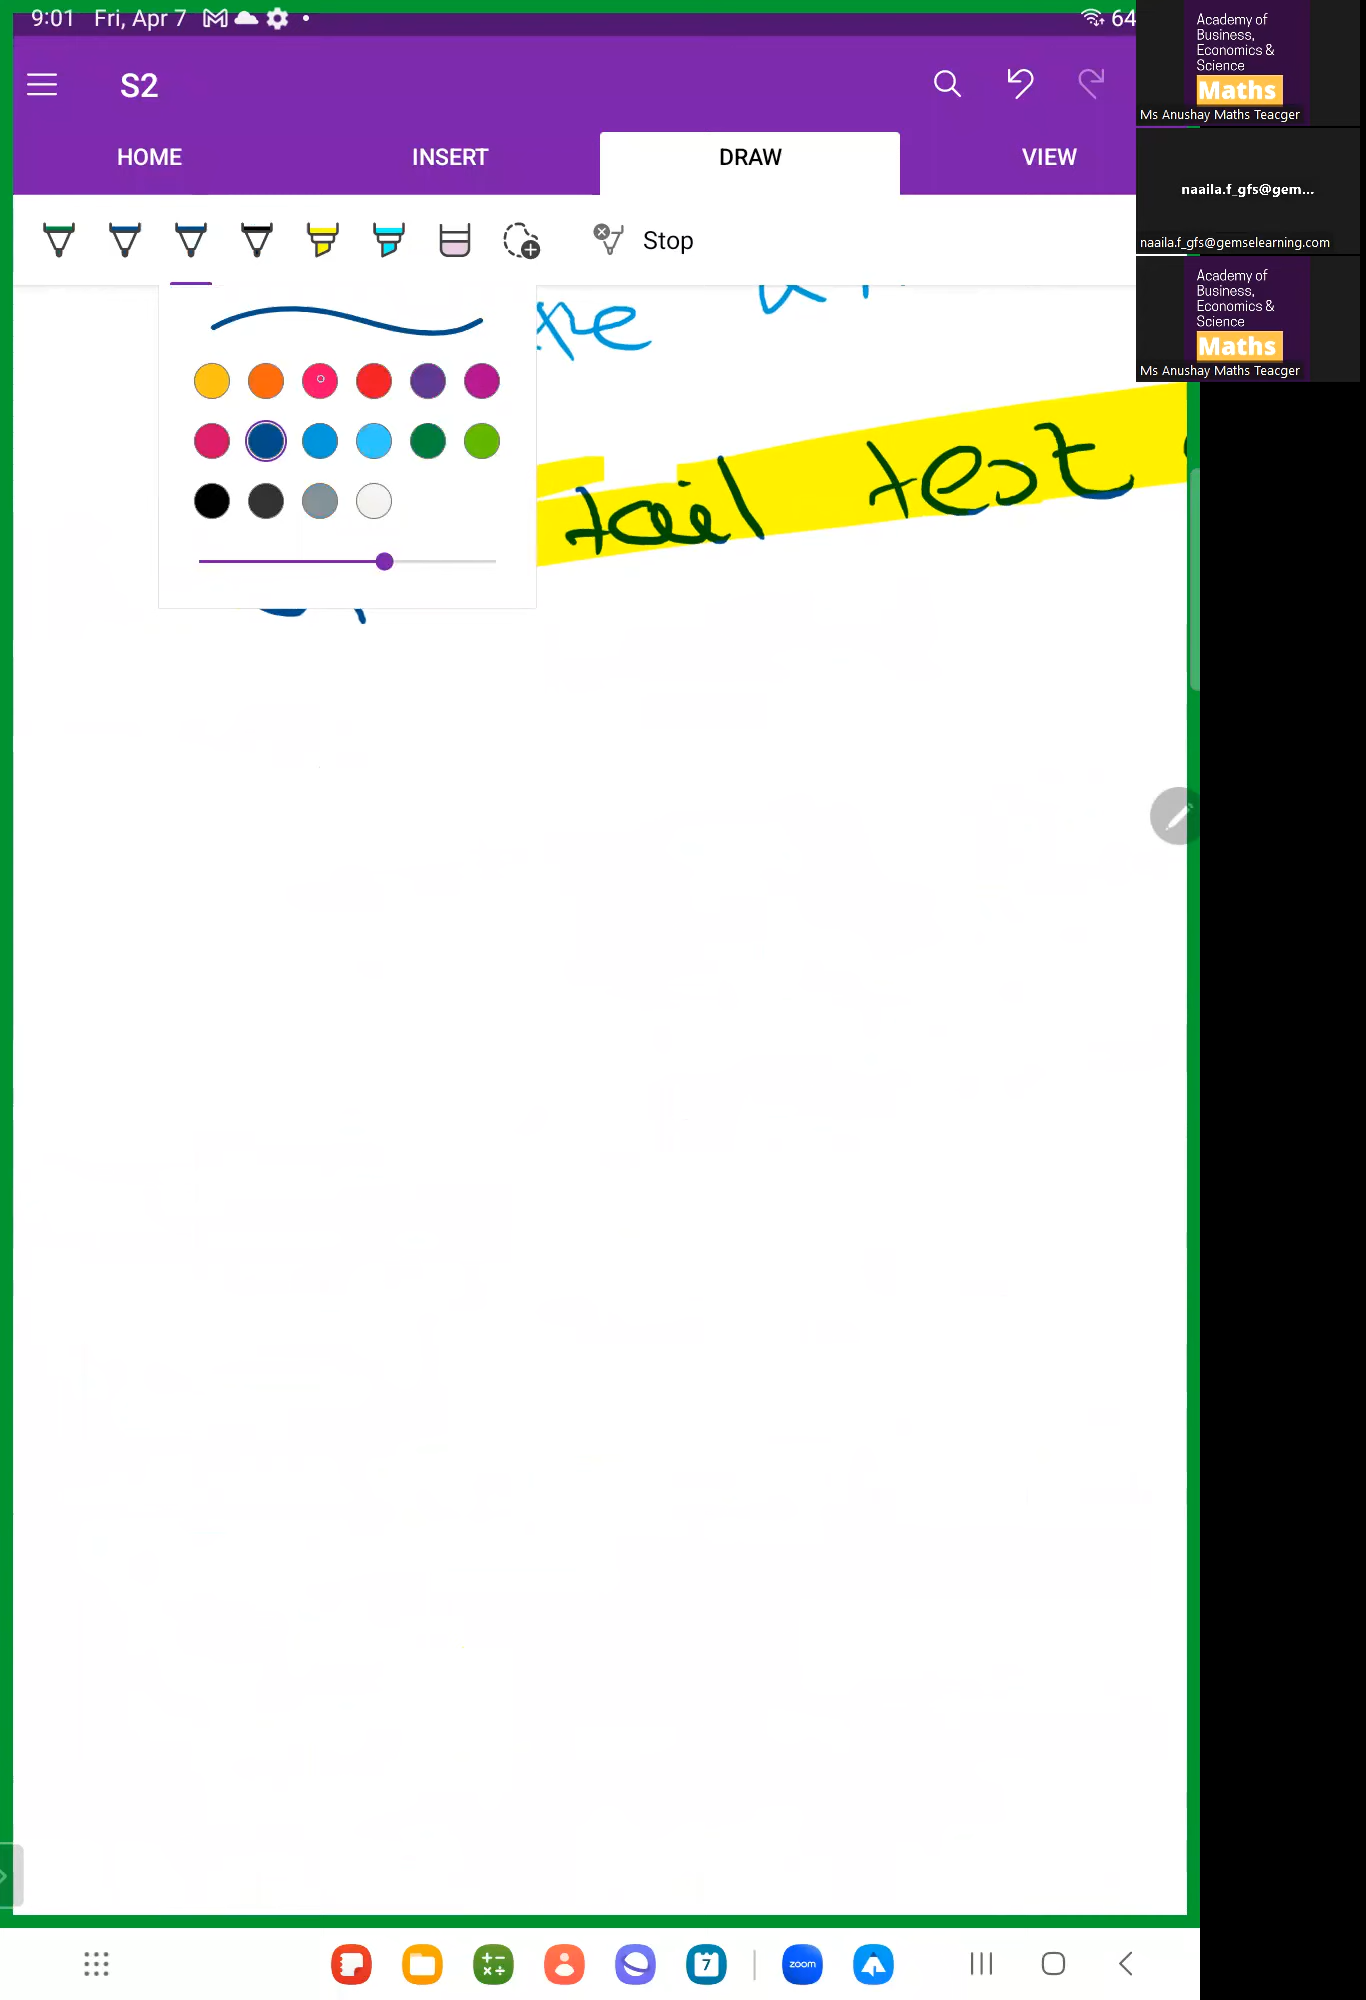 9:01 Fri, Apr 7
64
S2
HOME INSERT DRAW VIEW
Stop
tail test
Academy of
Business,
Economics &
Science
Maths
Ms Anushay Maths Teacger
naaila.f_gfs@gem...
naaila.f_gfs@gemselearning.com
Academy of
Business,
Economics &
Science
Maths
Ms Anushay Maths Teacger
7
zoom